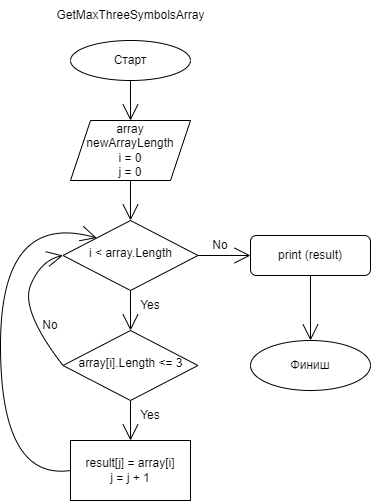 GetMaxThreeSymbolsArray
Старт
array
newArrayLength
i = 0
j = 0
i < array.Length
No
print (result)
Yes
No
array[i].Length <= 3
Финиш
Yes
result[j] = array[i]
j = j + 1